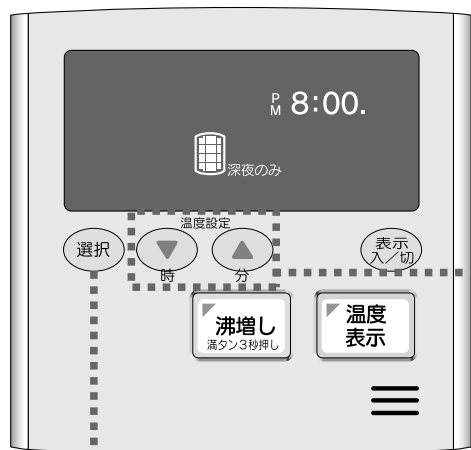 PM 8:00.
深夜のみ
温度設定
選択
▼
▲
表示
入／切
時
分
沸増し
満タン3秒押し
温度
表示